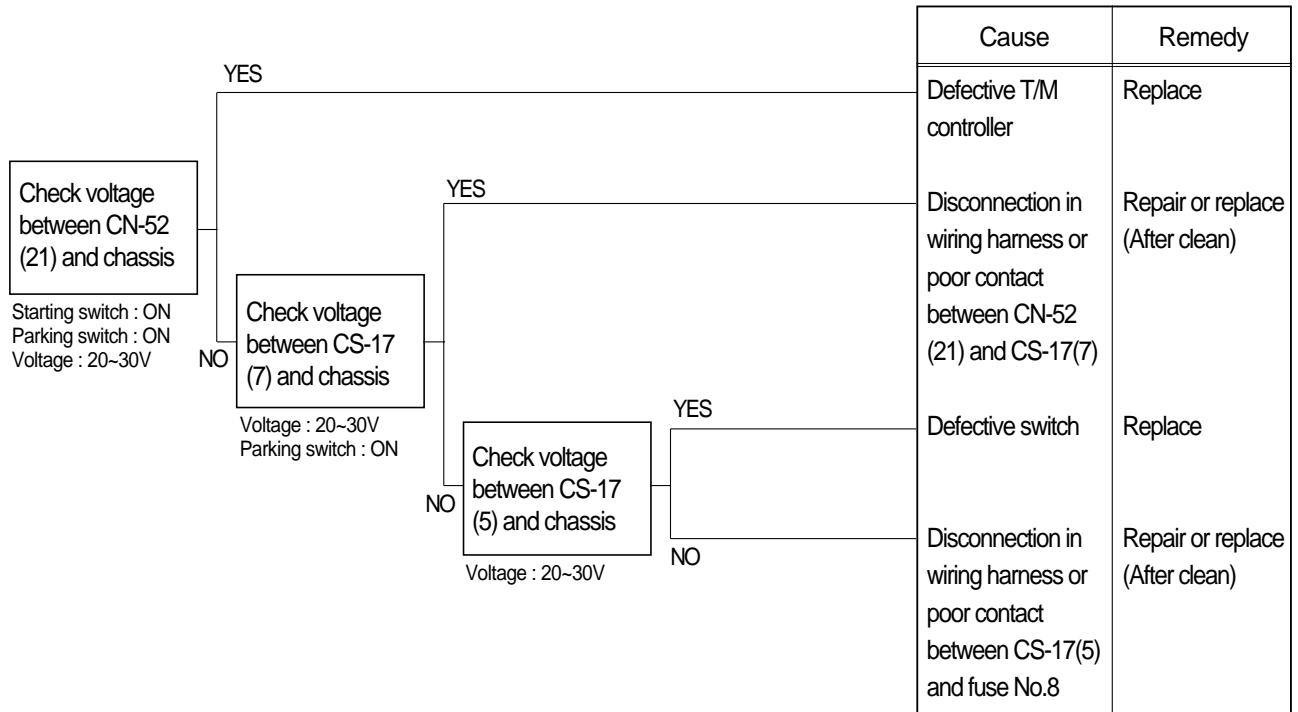 Cause
Remedy
YES
Defective T/M
controller
Replace
Check voltage
between CN-52
(21) and chassis
Starting switch : ON
Parking switch : ON
Voltage : 20~30V
YES
Disconnection in
wiring harness or
poor contact
between CN-52
(21) and CS-17(7)
Repair or replace
(After clean)
NO
Check voltage
between CS-17
(7) and chassis
Voltage : 20~30V
Parking switch : ON
YES
Defective switch
Replace
NO
Check voltage
between CS-17
(5) and chassis
Voltage : 20~30V
NO
Disconnection in
wiring harness or
poor contact
between CS-17(5)
and fuse No.8
Repair or replace
(After clean)